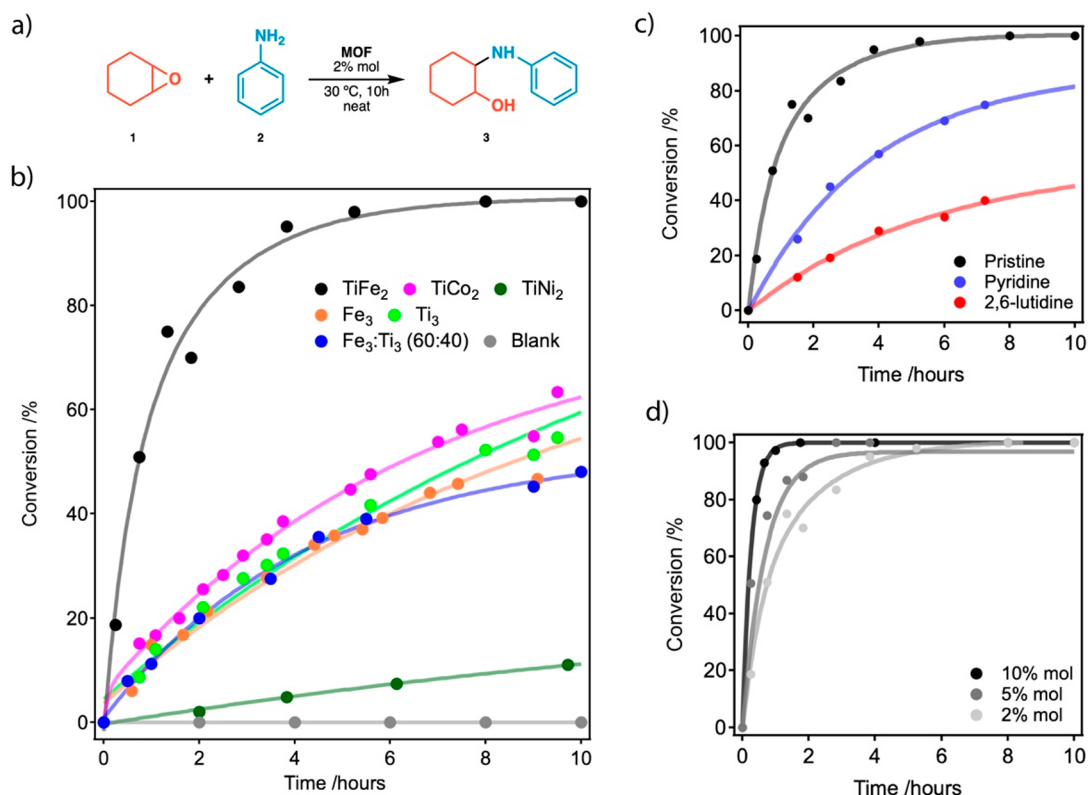 a)
O
+
NH₂
MOF
2% mol
30 ºC, 10h
neat
NH
OH
1
2
3
b)
Conversion /%
100
80
60
40
20
0
TiFe₂ TiCo₂ TiNi₂
Fe₃ Ti₃
Fe₃:Ti₃ (60:40) Blank
0 2 4 6 8 10
Time /hours
c)
Conversion /%
100
80
60
40
20
0
Pristine
Pyridine
2,6-lutidine
0 2 4 6 8 10
Time /hours
d)
Conversion /%
100
80
60
40
20
0
10% mol
5% mol
2% mol
0 2 4 6 8 10
Time /hours